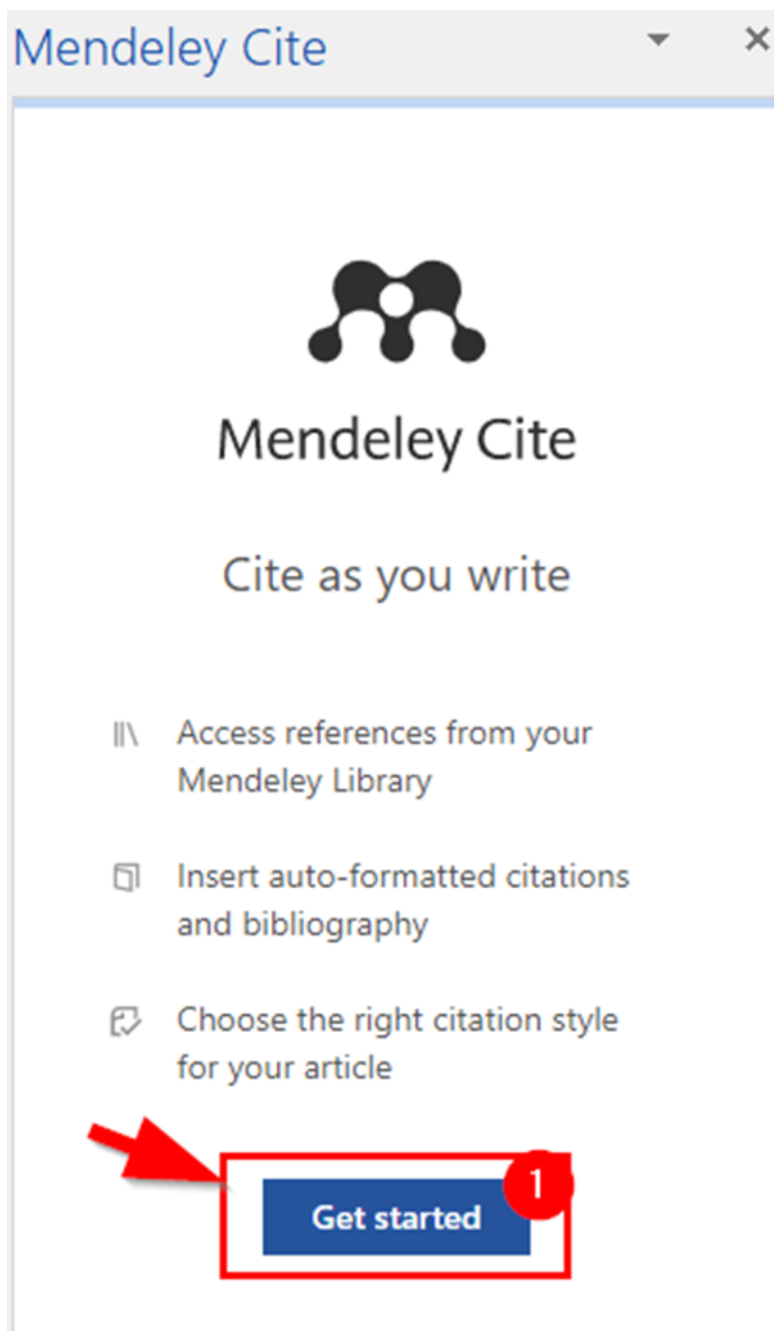 Mendeley Cite
Mendeley Cite
Cite as you write
Access references from your
Mendeley Library
Insert auto-formatted citations
and bibliography
Choose the right citation style
for your article
1
Get started